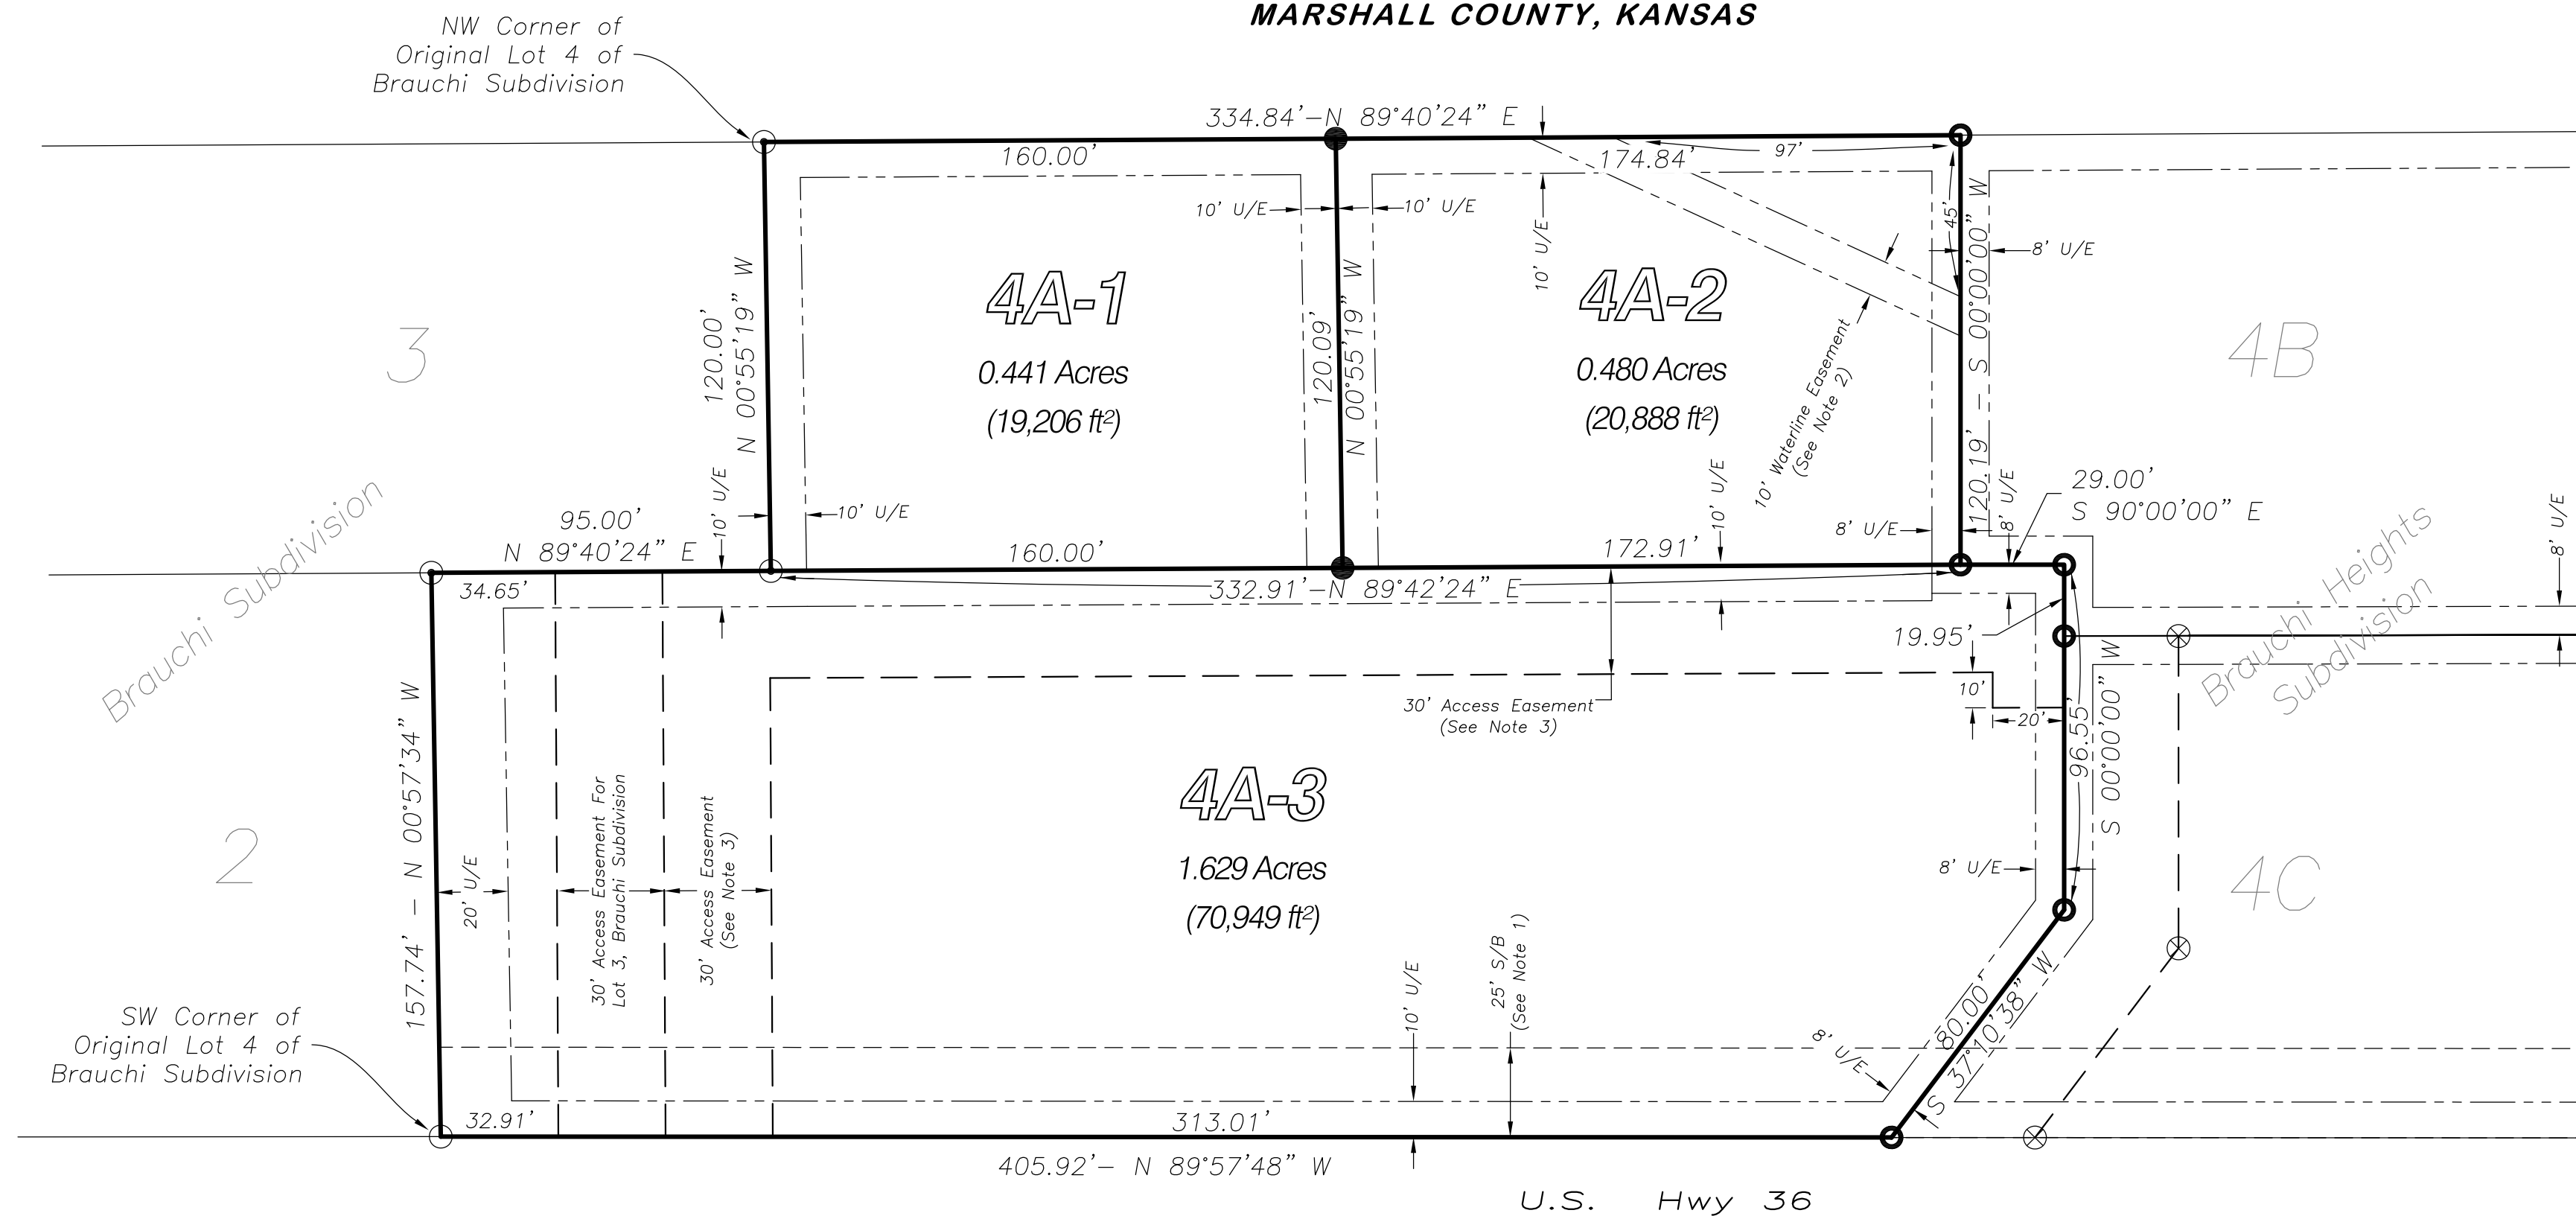 MARSHALL COUNTY, KANSAS
NW Corner of
Original Lot 4 of
Brauchi Subdivision
334.84'-N 89°40'24" E
160.00'
174.84'
97'
10' U/E
10' U/E
10' U/E
45'
8' U/E
120.19' - S 00°00'00" W
120.00'
N 00°55'19" W
4A-1
0.441 Acres
(19,206 ft²)
120.09'
N 00°55'19" W
4A-2
0.480 Acres
(20,888 ft²)
10' Waterline Easement
(See Note 2)
3
4B
Brauchi Subdivision
95.00'
N 89°40'24" E
10' U/E
10' U/E
160.00'
172.91'
10' U/E
8' U/E
8' U/E
29.00'
S 90°00'00" E
8' U/E
Brauchi Heights
Subdivision
34.65'
332.91'-N 89°42'24" E
19.95'
10'
20'
30' Access Easement
(See Note 3)
96.55'
S 00°00'00" W
157.74' - N 00°57'34" W
20' U/E
30' Access Easement For
Lot 3, Brauchi Subdivision
30' Access Easement
(See Note 3)
4A-3
1.629 Acres
(70,949 ft²)
2
4C
8' U/E
25' S/B
(See Note 1)
10' U/E
8' U/E
80.00'
S 37°10'38" W
SW Corner of
Original Lot 4 of
Brauchi Subdivision
32.91'
313.01'
405.92'- N 89°57'48" W
U.S. Hwy 36